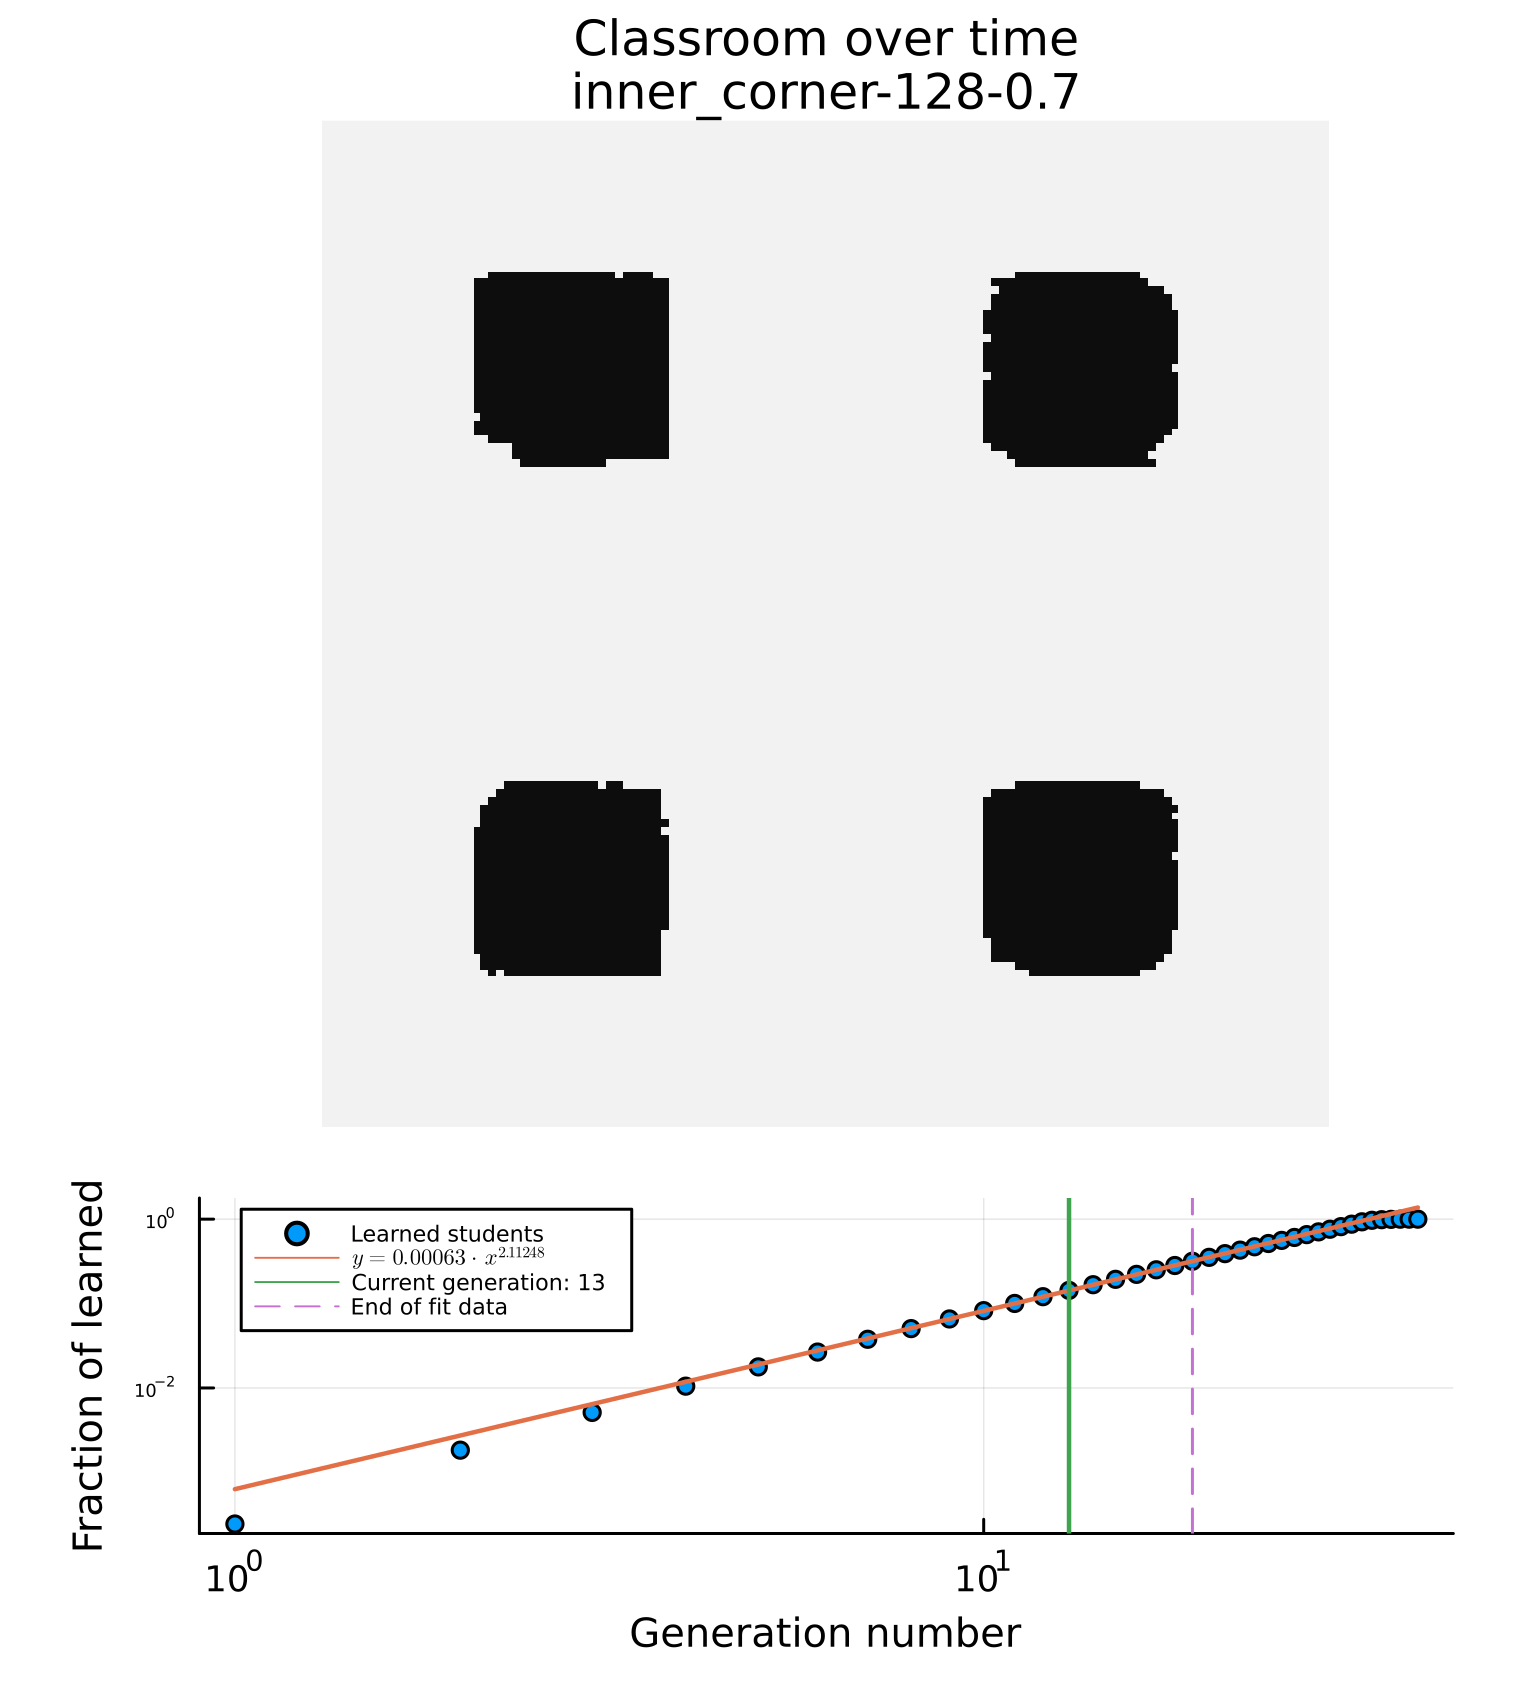 Classroom over time
inner_corner-128-0.7
Fraction of learned
10^0
10^-2
Learned students
y = 0.00063 · x^2.11248
Current generation: 13
End of fit data
10^0
10^1
Generation number